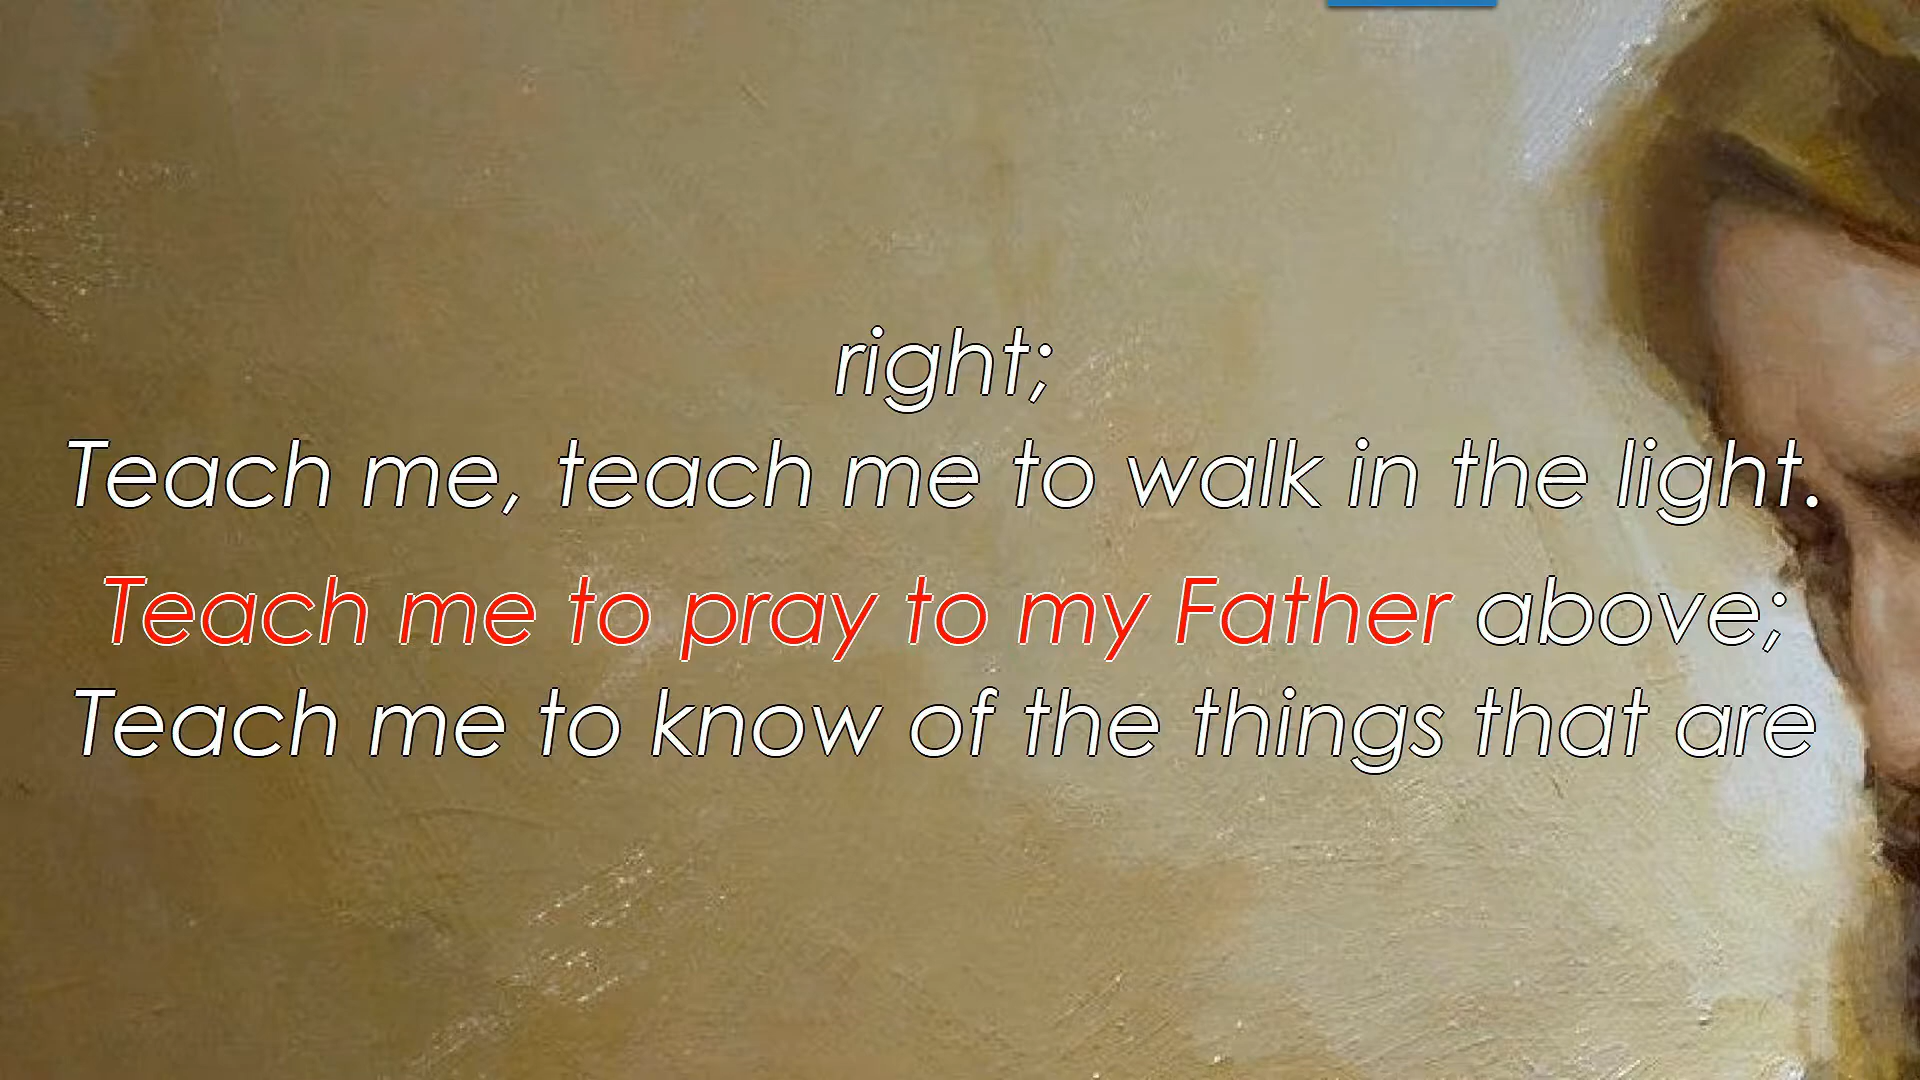 right;
Teach me, teach me to walk in the light.
Teach me to pray to my Father above;
Teach me to know of the things that are